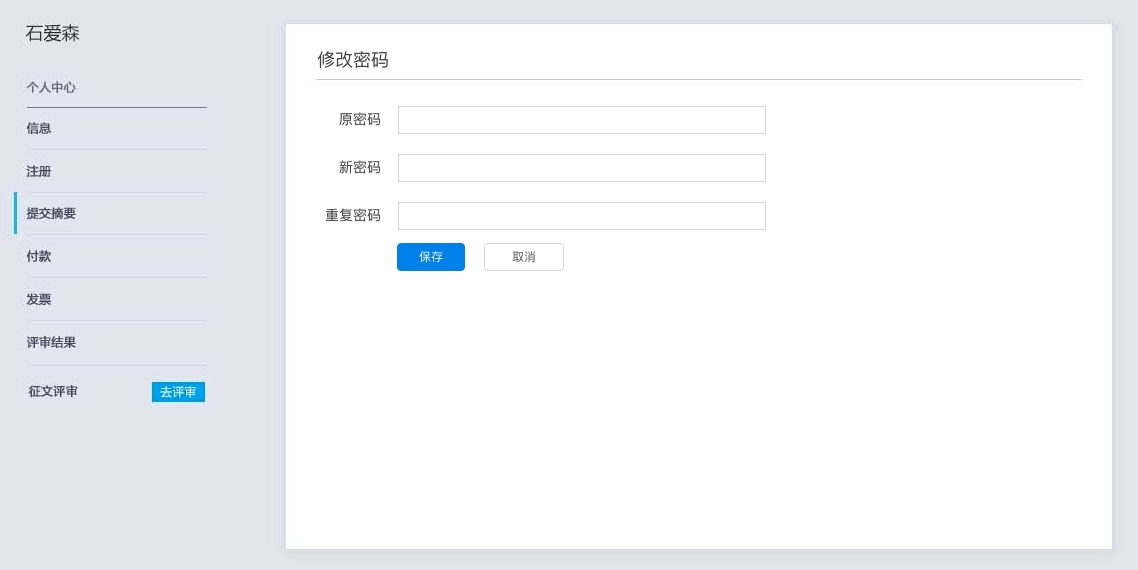 石爱森
个人中心
信息
注册
提交摘要
付款
发票
评审结果
征文评审 去评审
修改密码
原密码
新密码
重复密码
保存 取消